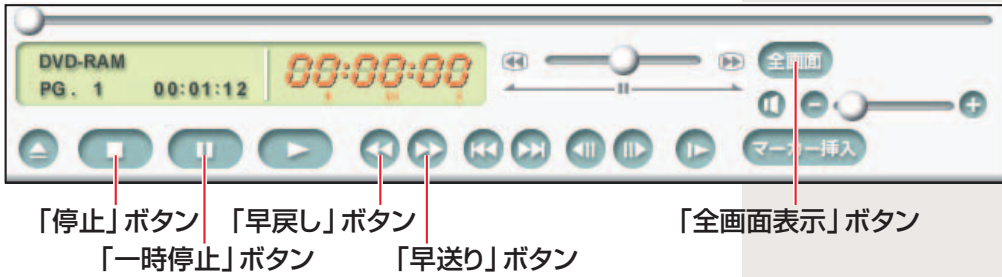 DVD-RAM
PG. 1 00:01:12
00:00:00
全画面
マーカー挿入
「停止」ボタン
「早戻し」ボタン
「全画面表示」ボタン
「一時停止」ボタン
「早送り」ボタン